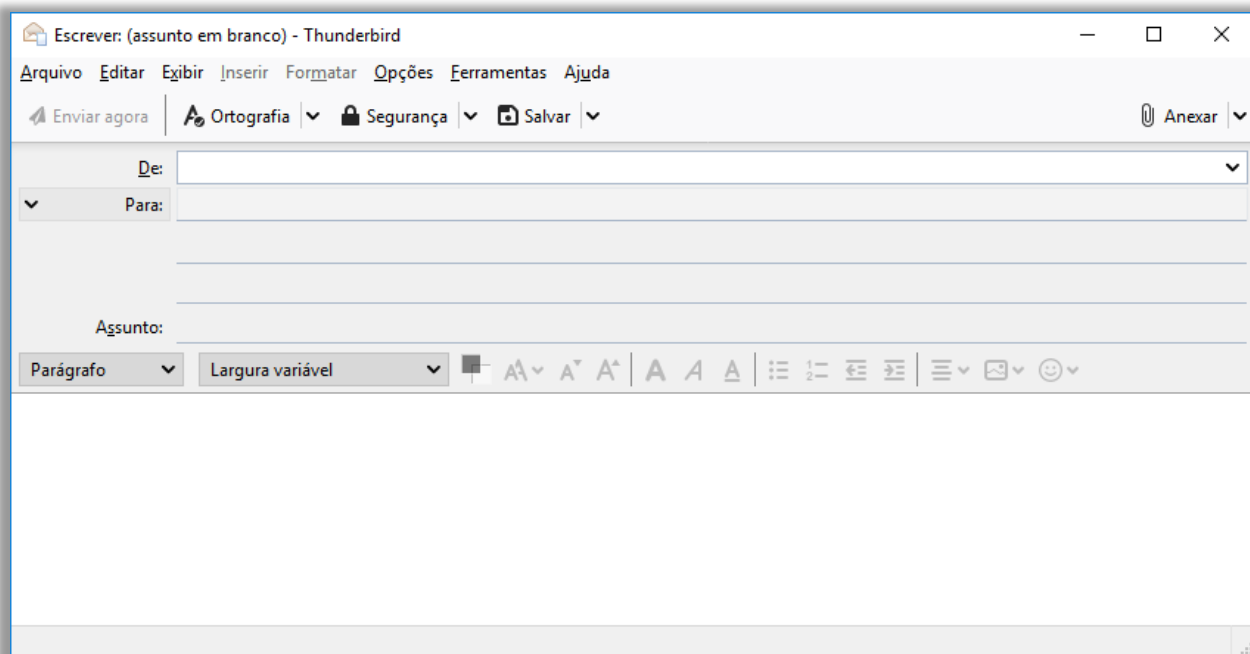 Escrever: (assunto em branco) - Thunderbird
Arquivo Editar Exibir Inserir Formatar Opções Ferramentas Ajuda
Enviar agora Ortografia Segurança Salvar Anexar
De:
Para:
Assunto:
Parágrafo Largura variável